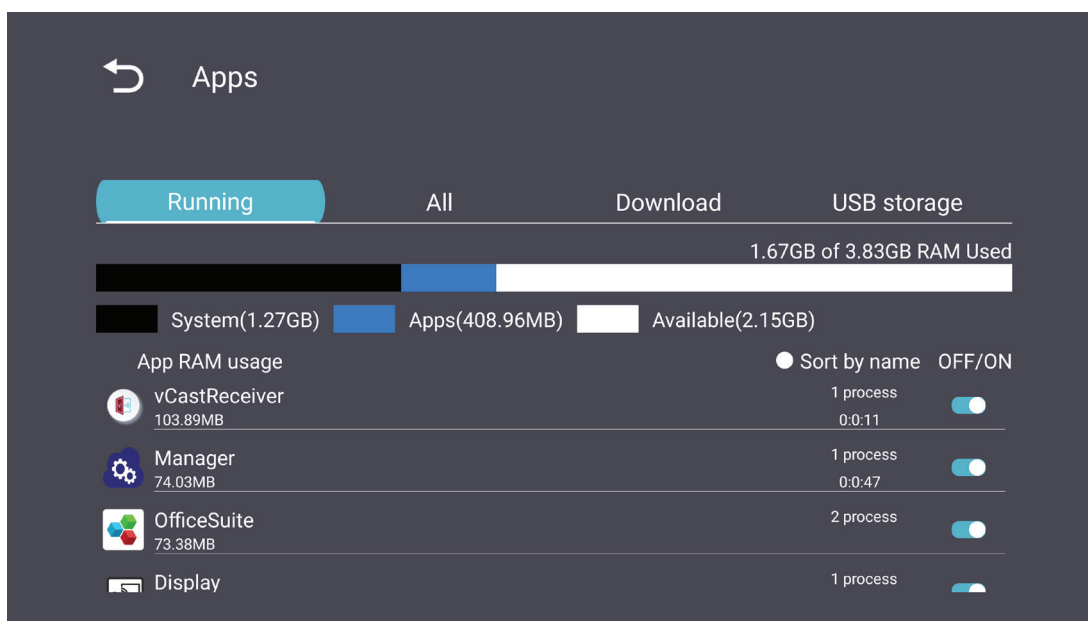 Apps
Running All Download USB storage
1.67GB of 3.83GB RAM Used
System(1.27GB) Apps(408.96MB) Available(2.15GB)
App RAM usage Sort by name OFF/ON
vCastReceiver 1 process
103.89MB 0:0:11
Manager 1 process
74.03MB 0:0:47
OfficeSuite 2 process
73.38MB
Display 1 process